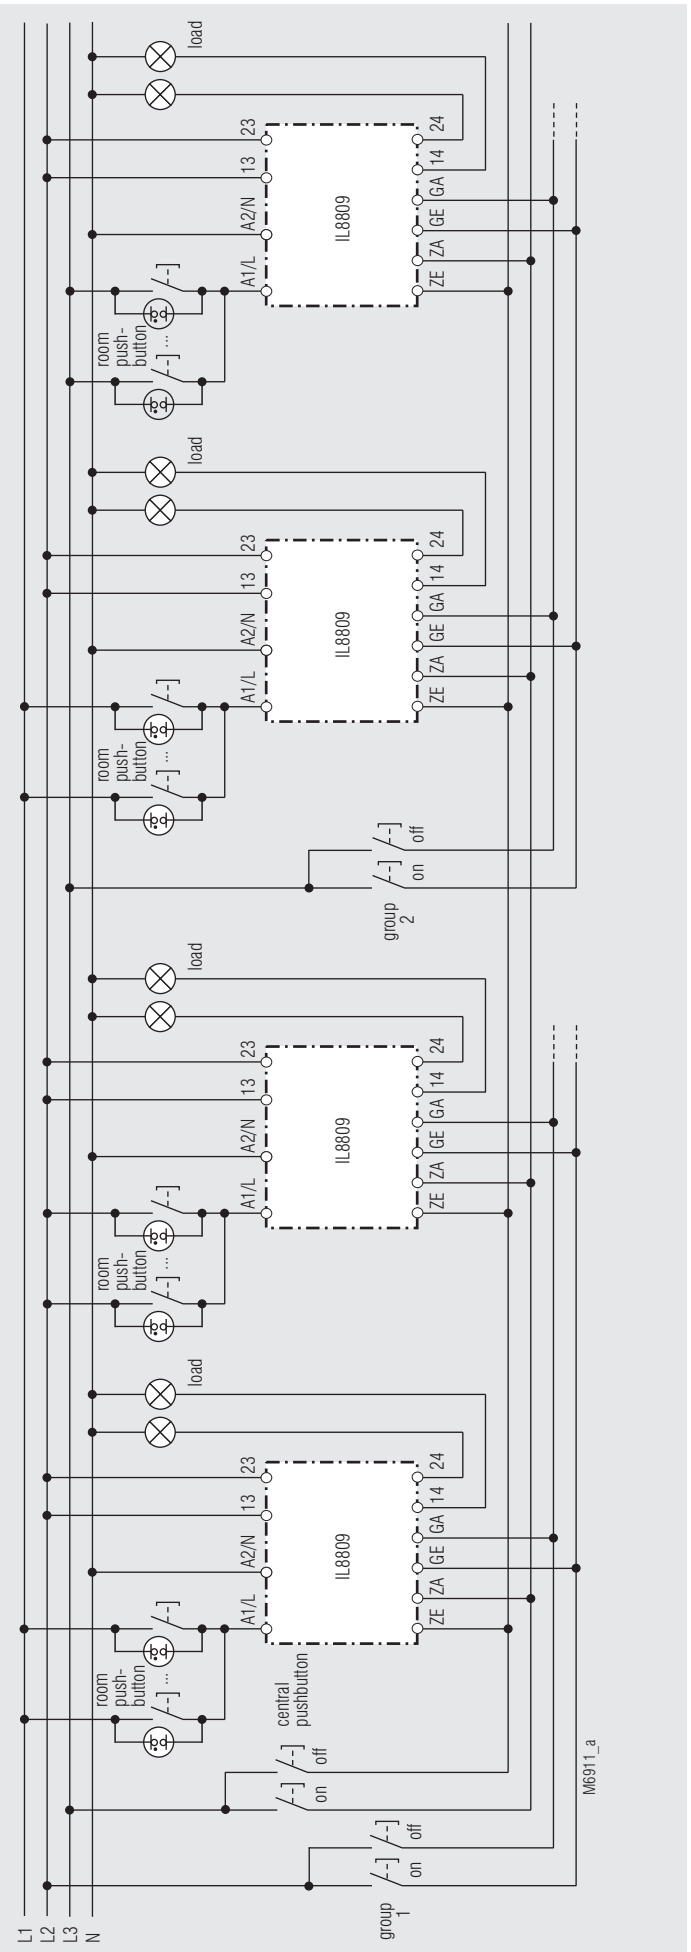 L1
L2
L3
N
group
1
on
off
on
off
central
pushbutton
room
push-
button
...
A1/L
A2/N
13
23
IL8809
ZE
ZA
GE
GA
14
24
load
room
push-
button
...
A1/L
A2/N
13
23
IL8809
ZE
ZA
GE
GA
14
24
load
group
2
on
off
room
push-
button
...
A1/L
A2/N
13
23
IL8809
ZE
ZA
GE
GA
14
24
load
room
push-
button
...
A1/L
A2/N
13
23
IL8809
ZE
ZA
GE
GA
14
24
load
M6911_a